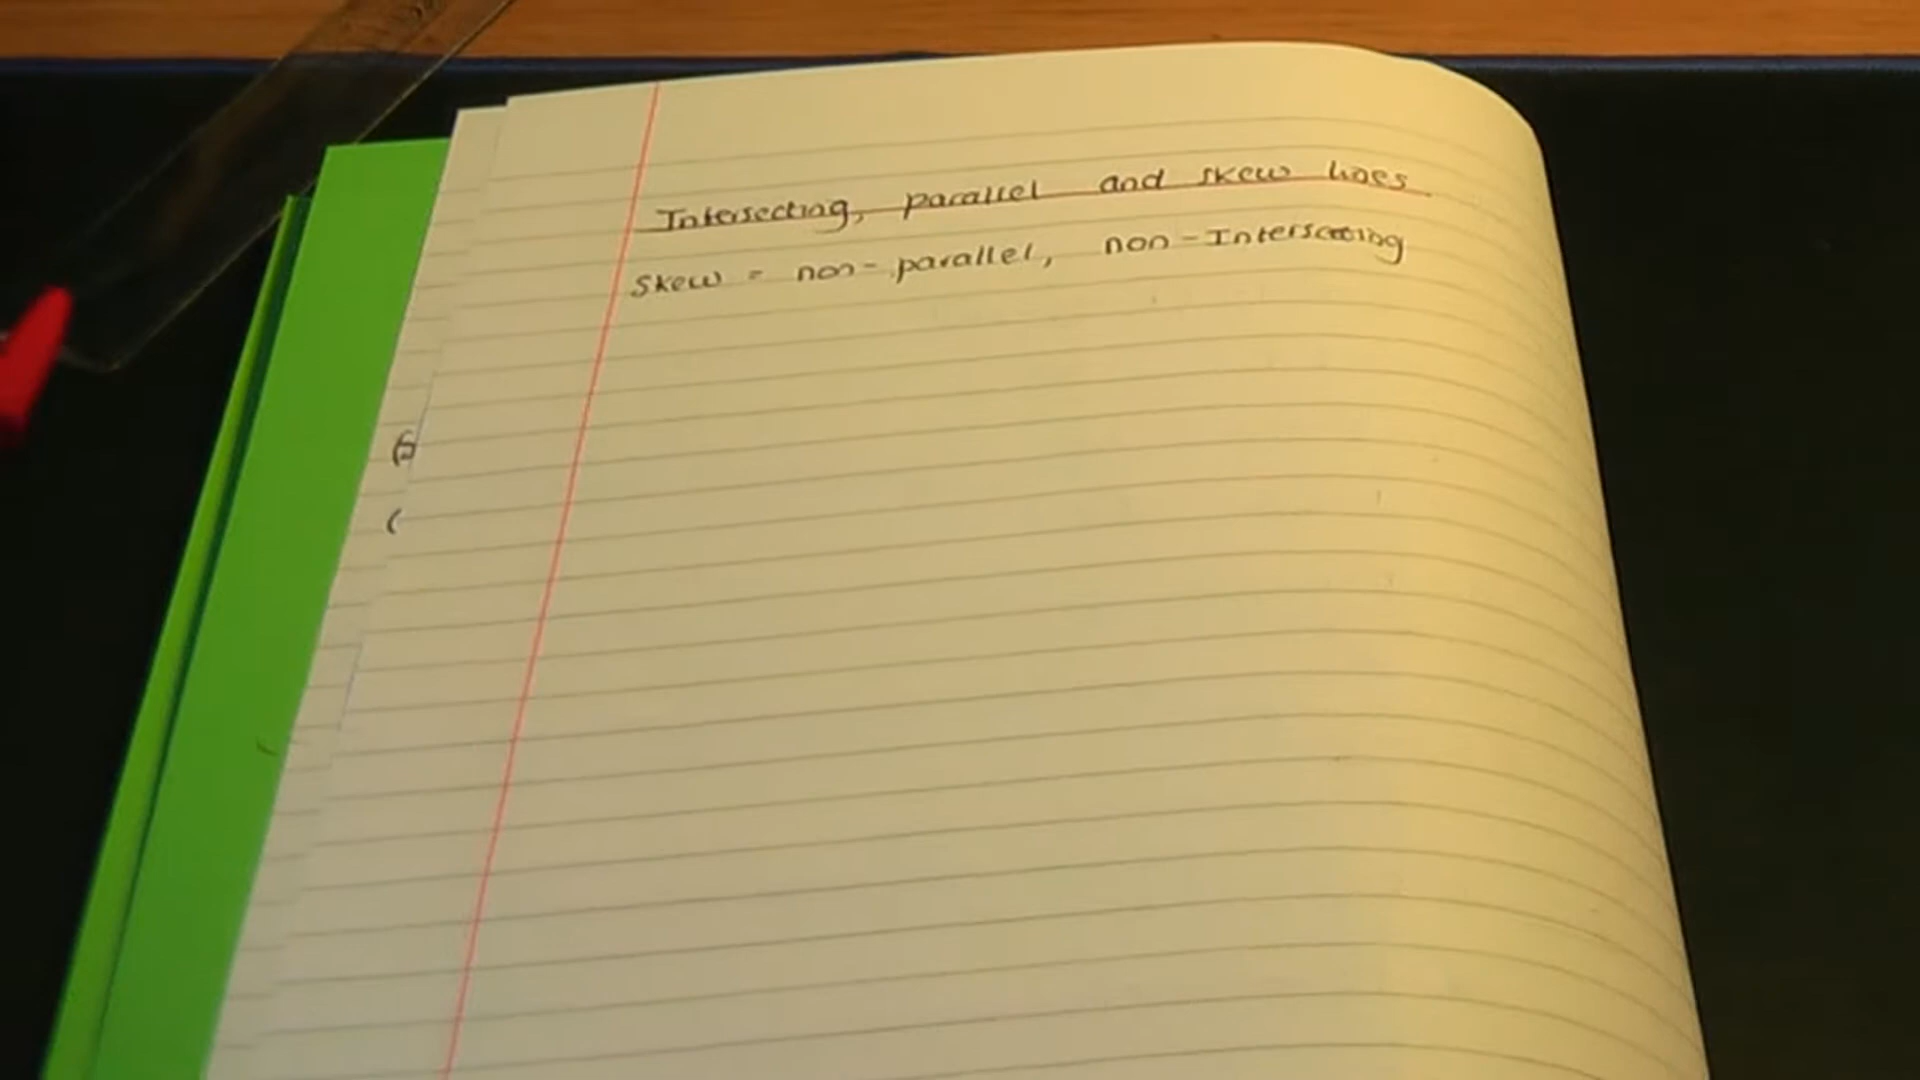 Intersecting, parallel and skew lines
Skew = non-parallel, non-Intersecting